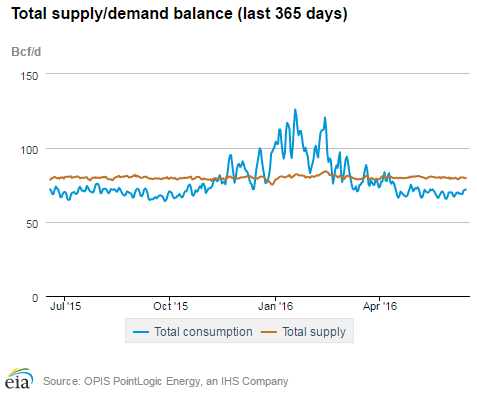 Total supply/demand balance (last 365 days)
Bcf/d
150
100
50
0
Jul '15 Oct '15 Jan '16 Apr '16
Total consumption Total supply
eia Source: OPIS PointLogic Energy, an IHS Company